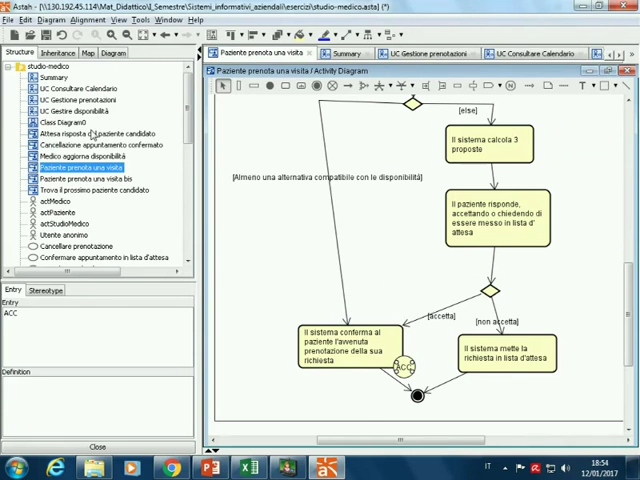 Astah - [\\130.192.45.114\Mat_Didattico\I_Semestre\Sistemi_informativi_aziendali\esercizi\studio-medico.asta] (*)
File Edit Diagram Alignment View Tools Window Help
Structure Inheritance Map Diagram
studio-medico
Summary
UC Consultare Calendario
UC Gestione prenotazioni
UC Gestire disponibilità
Class Diagram0
Attesa risposta paziente candidato
Cancellazione appuntamento confermato
Medico aggiorna disponibilità
Paziente prenota una visita
Paziente prenota una visita bis
Trova il prossimo paziente candidato
actMedico
actPaziente
actStudioMedico
Utente anonimo
Cancellare prenotazione
Confermare appuntamento in lista d'attesa
Entry Stereotype
Entry
ACC
Definition
Close
Paziente prenota una visita
Summary
UC Gestione prenotazioni
UC Consultare Calendario
Paziente prenota una visita / Activity Diagram
[else]
Il sistema calcola 3
proposte
[Almeno una alternativa compatibile con le disponibilità]
Il paziente risponde,
accettando o chiedendo di
essere messo in lista d'
attesa
[accetta]
[non accetta]
Il sistema conferma al
paziente l'avvenuta
prenotazione della sua
richiesta
ACC
Il sistema mette la
richiesta in lista d'attesa
IT
18:54
12/01/2017